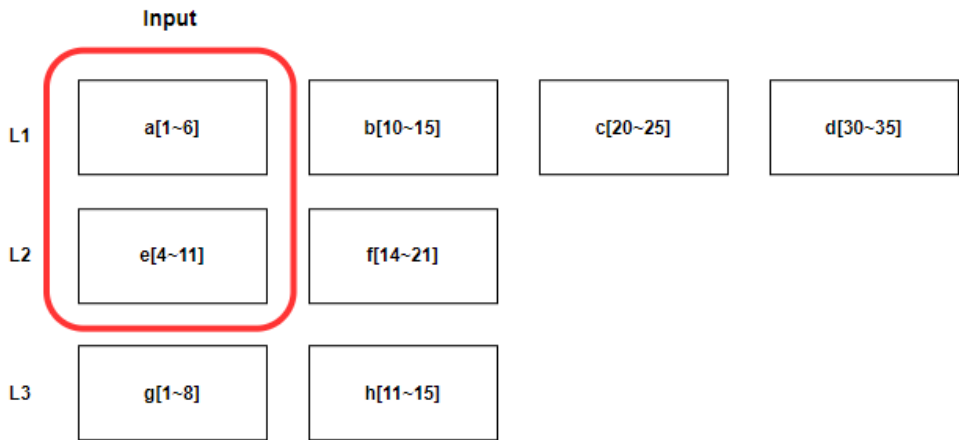 Input
L1 a[1~6] b[10~15] c[20~25] d[30~35]
L2 e[4~11] f[14~21]
L3 g[1~8] h[11~15]